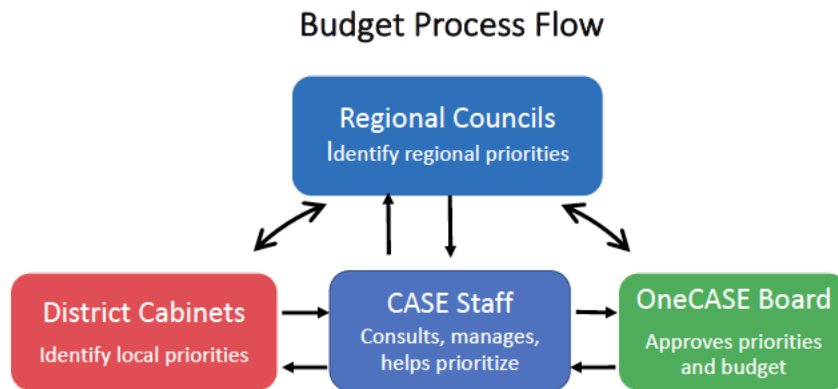 Budget Process Flow
Regional Councils
Identify regional priorities
District Cabinets
Identify local priorities
CASE Staff
Consults, manages,
helps prioritize
OneCASE Board
Approves priorities
and budget